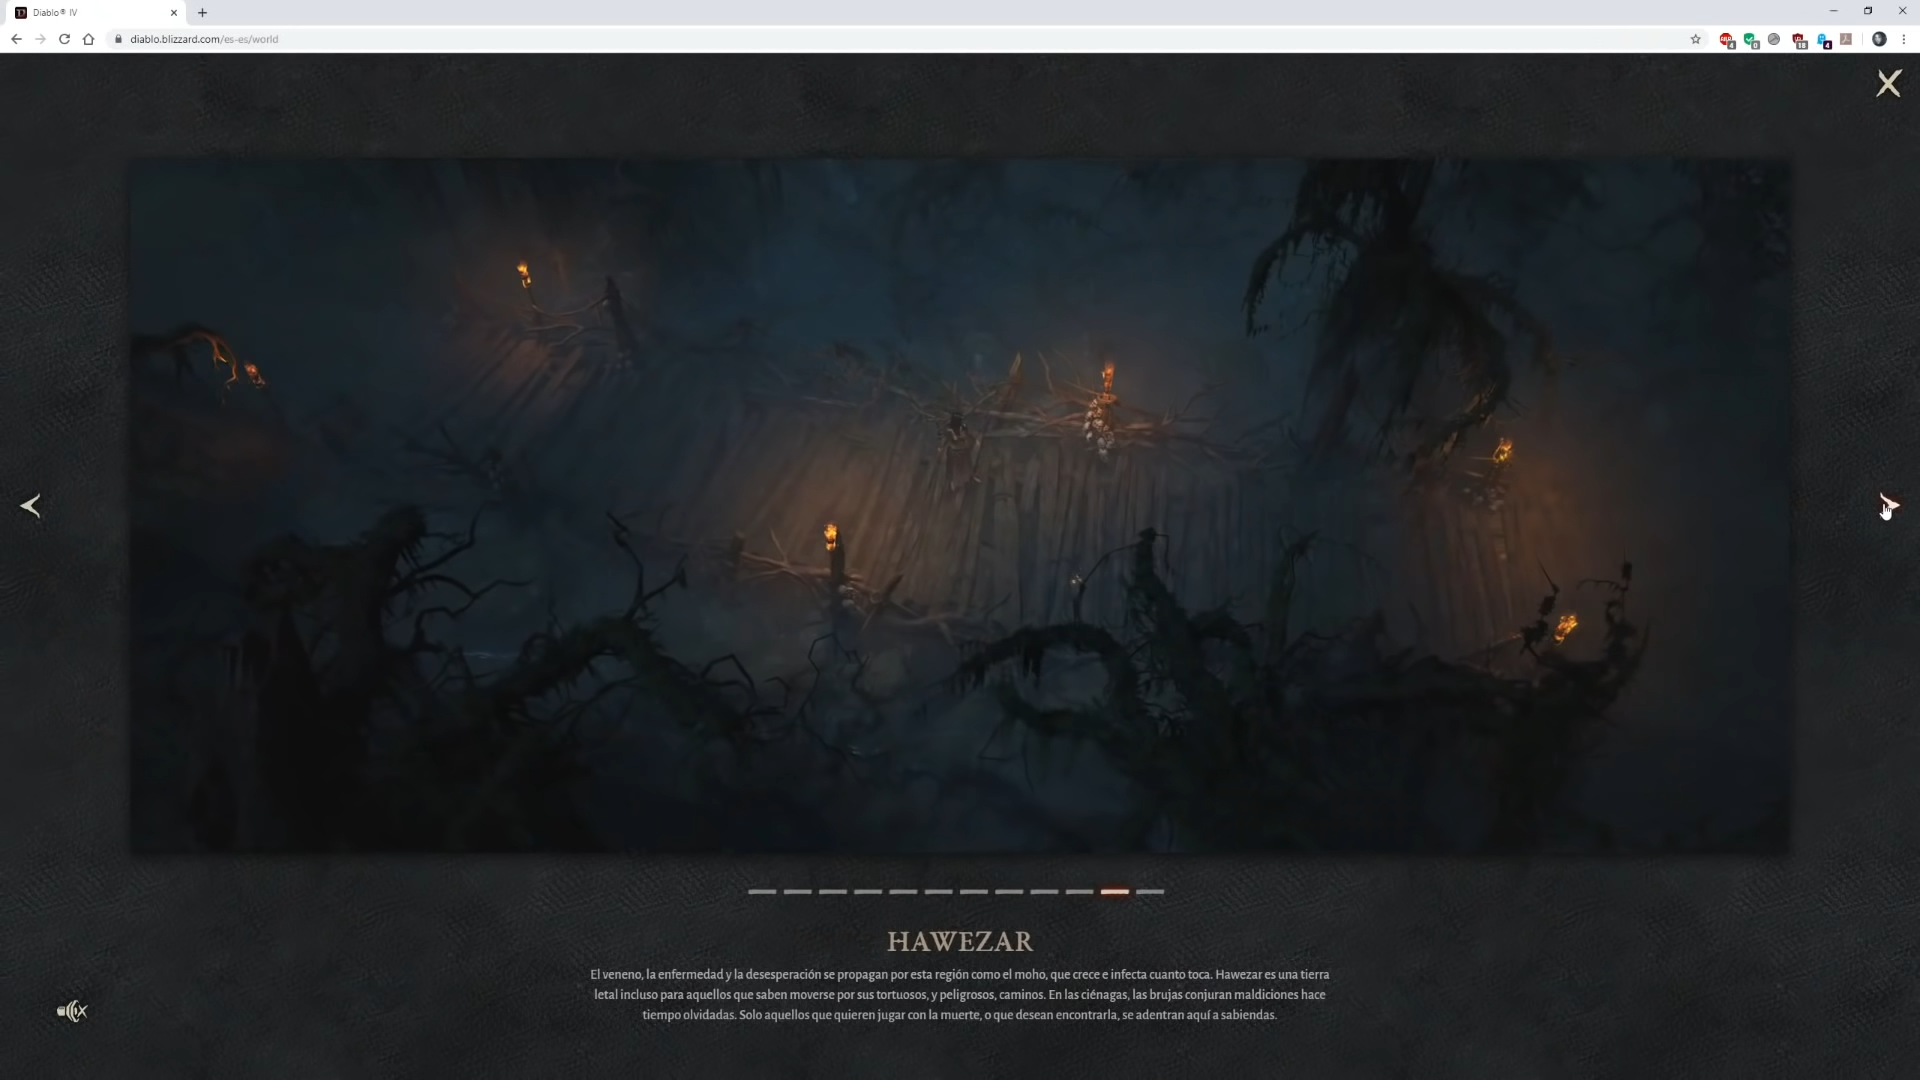 Diablo® IV
diablo.blizzard.com/es-es/world
HAWEZAR
El veneno, la enfermedad y la desesperación se propagan por esta región como el moho, que crece e infecta cuanto toca. Hawezar es una tierra
letal incluso para aquellos que saben moverse por sus tortuosos, y peligrosos, caminos. En las ciénagas, las brujas conjuran maldiciones hace
tiempo olvidadas. Solo aquellos que quieren jugar con la muerte, o que desean encontrarla, se adentran aquí a sabiendas.